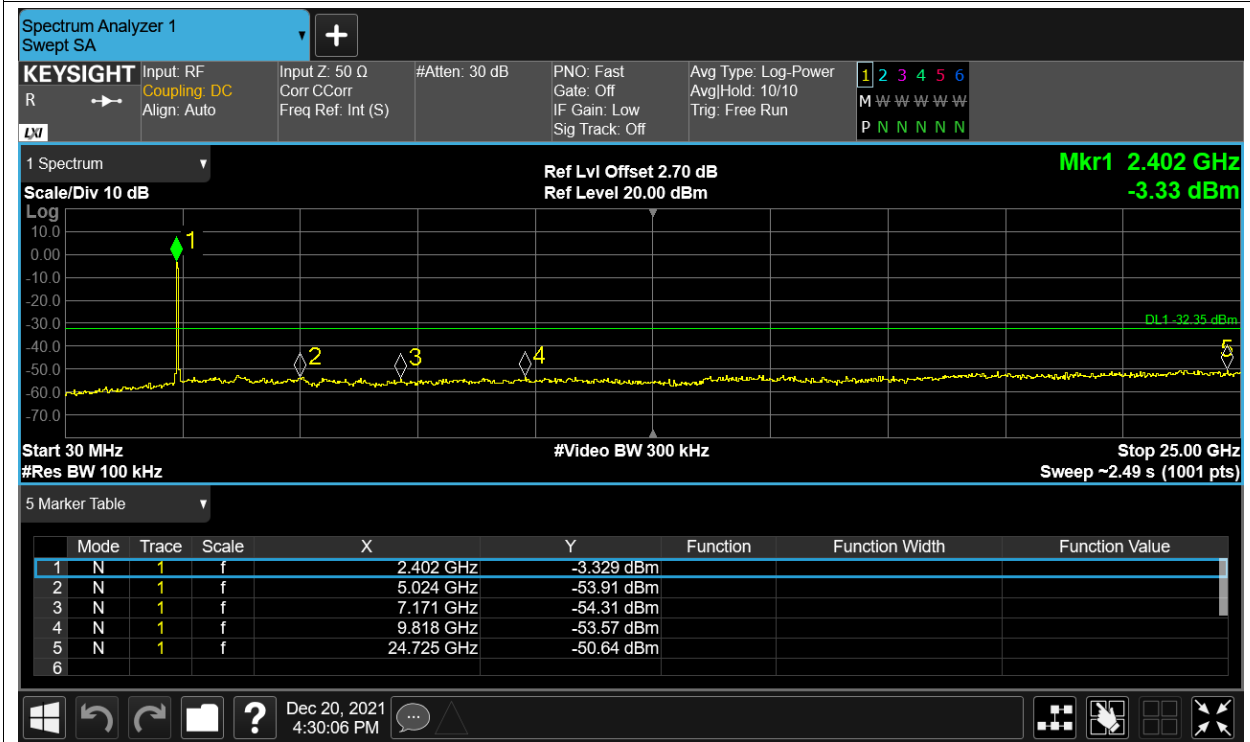 Spectrum Analyzer 1
Swept SA
KEYSIGHT Input: RF Input Z: 50 Ω #Atten: 30 dB PNO: Fast Avg Type: Log-Power 1 2 3 4 5 6
R Coupling: DC Corr CCorr Gate: Off Avg|Hold: 10/10 M W W W W W
Align: Auto Freq Ref: Int (S) IF Gain: Low Trig: Free Run
LXI Sig Track: Off P N N N N N
1 Spectrum Ref Lvl Offset 2.70 dB Mkr1 2.402 GHz
Scale/Div 10 dB Ref Level 20.00 dBm -3.33 dBm
Log
10.0 1
0.00
-10.0
-20.0
-30.0 DL1 -32.35 dBm
-40.0 2 3 4 5
-50.0
-60.0
-70.0
Start 30 MHz #Video BW 300 kHz Stop 25.00 GHz
#Res BW 100 kHz Sweep ~2.49 s (1001 pts)
5 Marker Table
Mode Trace Scale X Y Function Function Width Function Value
1 N 1 f 2.402 GHz -3.329 dBm
2 N 1 f 5.024 GHz -53.91 dBm
3 N 1 f 7.171 GHz -54.31 dBm
4 N 1 f 9.818 GHz -53.57 dBm
5 N 1 f 24.725 GHz -50.64 dBm
6
? Dec 20, 2021
4:30:06 PM